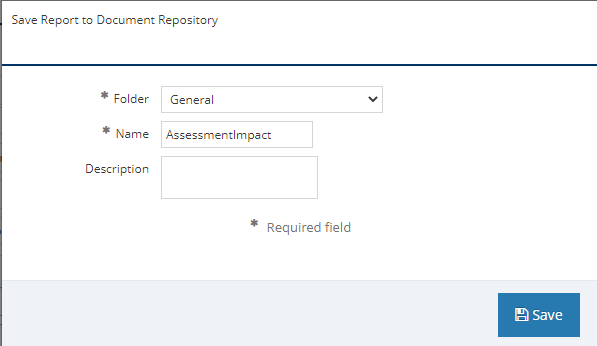 Save Report to Document Repository
* Folder General
* Name AssessmentImpact
Description
* Required field
Save